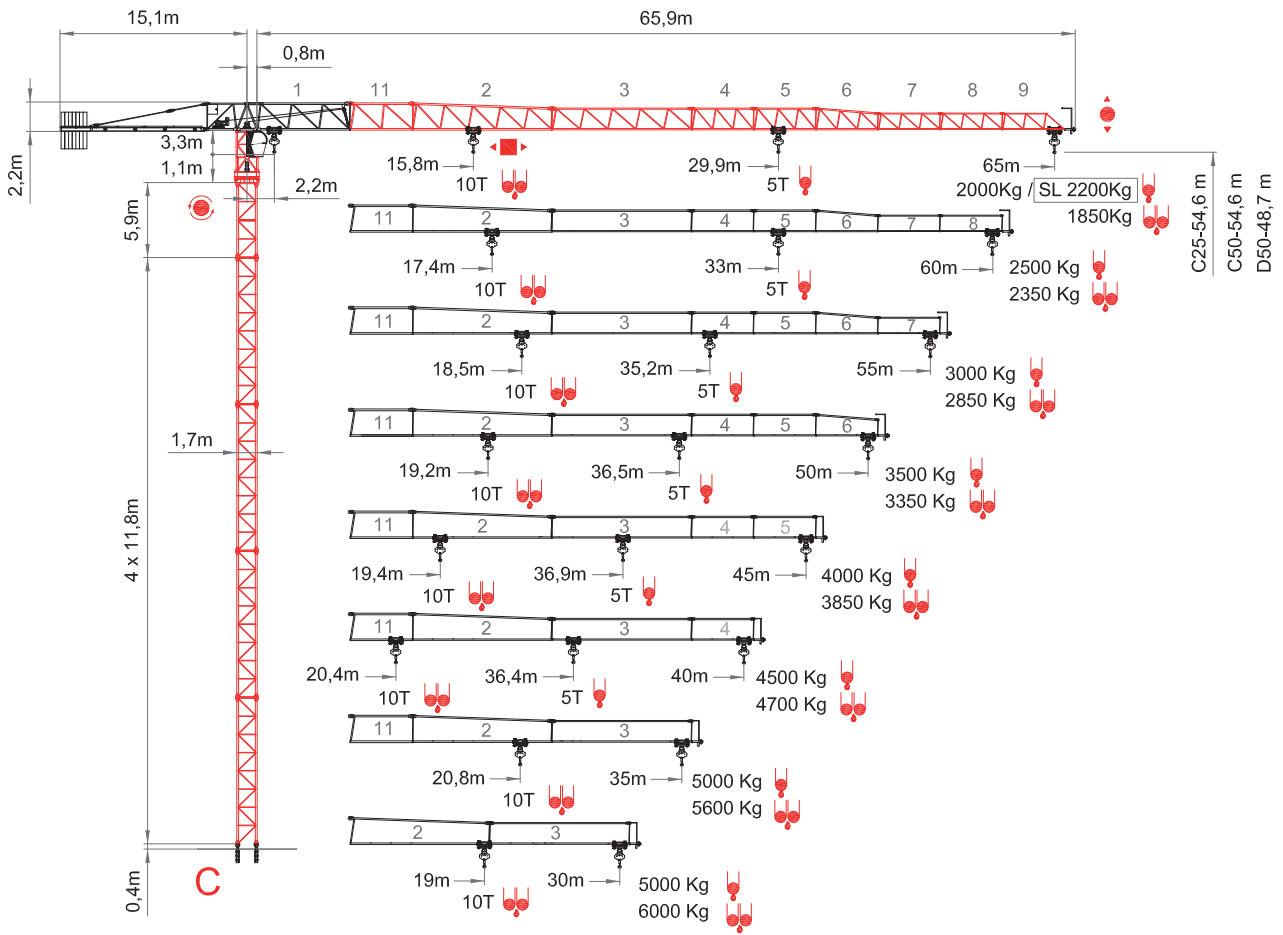 15,1m
65,9m
0,8m
1 11 2 3 4 5 6 7 8 9
2,2m
3,3m
1,1m
2,2m
5,9m
15,8m
29,9m
65m
10T
5T
2000Kg / SL 2200Kg
1850Kg
C25-54,6 m
C50-54,6 m
D50-48,7 m
11 2 3 4 5 6 7 8
17,4m
33m
60m
10T
5T
2500 Kg
2350 Kg
11 2 3 4 5 6 7
18,5m
35,2m
55m
10T
5T
3000 Kg
2850 Kg
11 2 3 4 5 6
1,7m
19,2m
36,5m
50m
10T
5T
3500 Kg
3350 Kg
4 x 11,8m
11 2 3 4 5
19,4m
36,9m
45m
10T
5T
4000 Kg
3850 Kg
11 2 3 4
20,4m
36,4m
40m
10T
5T
4500 Kg
4700 Kg
11 2 3
20,8m
35m
10T
5000 Kg
5600 Kg
2 3
19m
30m
10T
5000 Kg
6000 Kg
0,4m
C